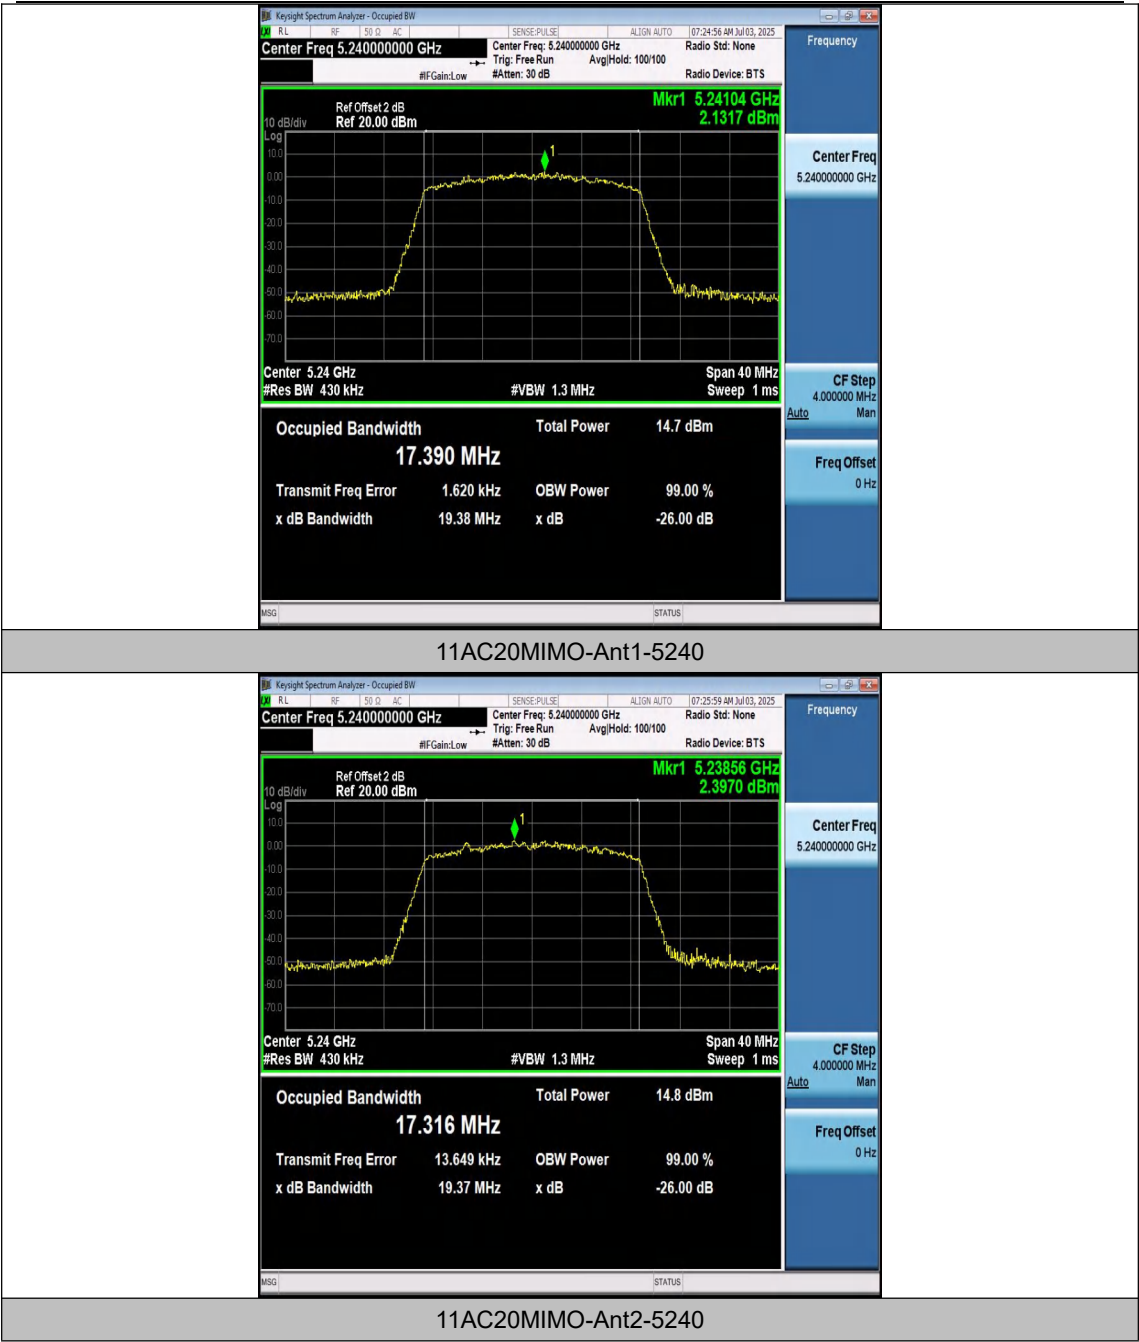 Keysight Spectrum Analyzer - Occupied BW
RL RF 50 Ω AC SENSE:PULSE ALIGN AUTO 07:24:56 AM Jul 03, 2025
Center Freq 5.240000000 GHz Center Freq: 5.240000000 GHz Radio Std: None Frequency
Trig: Free Run Avg|Hold: 100/100
#IFGain:Low #Atten: 30 dB Radio Device: BTS
Mkr1 5.24104 GHz
2.1317 dBm
Ref Offset 2 dB
10 dB/div Ref 20.00 dBm
Log
10.0
0.00
-10.0
-20.0
-30.0
-40.0
-50.0
-60.0
-70.0
1
Center 5.24 GHz Span 40 MHz
#Res BW 430 kHz #VBW 1.3 MHz Sweep 1 ms
Occupied Bandwidth Total Power 14.7 dBm
17.390 MHz
Transmit Freq Error 1.620 kHz OBW Power 99.00 %
x dB Bandwidth 19.38 MHz x dB -26.00 dB
Center Freq
5.240000000 GHz
CF Step
4.000000 MHz
Auto Man
Freq Offset
0 Hz
MSG STATUS
11AC20MIMO-Ant1-5240
Keysight Spectrum Analyzer - Occupied BW
RL RF 50 Ω AC SENSE:PULSE ALIGN AUTO 07:25:59 AM Jul 03, 2025
Center Freq 5.240000000 GHz Center Freq: 5.240000000 GHz Radio Std: None Frequency
Trig: Free Run Avg|Hold: 100/100
#IFGain:Low #Atten: 30 dB Radio Device: BTS
Mkr1 5.23856 GHz
2.3970 dBm
Ref Offset 2 dB
10 dB/div Ref 20.00 dBm
Log
10.0
0.00
-10.0
-20.0
-30.0
-40.0
-50.0
-60.0
-70.0
1
Center 5.24 GHz Span 40 MHz
#Res BW 430 kHz #VBW 1.3 MHz Sweep 1 ms
Occupied Bandwidth Total Power 14.8 dBm
17.316 MHz
Transmit Freq Error 13.649 kHz OBW Power 99.00 %
x dB Bandwidth 19.37 MHz x dB -26.00 dB
Center Freq
5.240000000 GHz
CF Step
4.000000 MHz
Auto Man
Freq Offset
0 Hz
MSG STATUS
11AC20MIMO-Ant2-5240